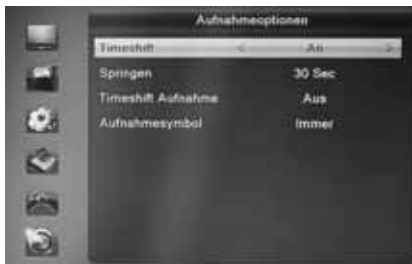 Aufnahmeoptionen
Timeshift < An >
Springen 30 Sec
Timeshift Aufnahme Aus
Aufnahmesymbol Immer